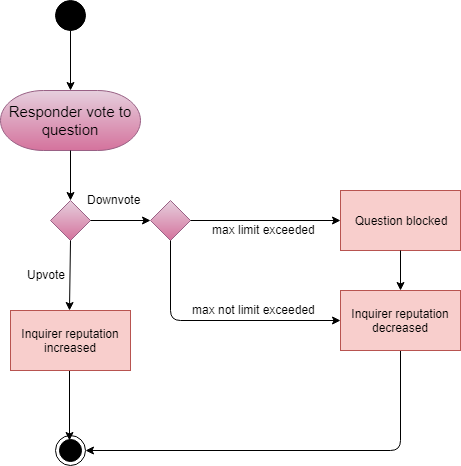 Responder vote to
question
Downvote
max limit exceeded
Question blocked
Upvote
max not limit exceeded
Inquirer reputation
decreased
Inquirer reputation
increased